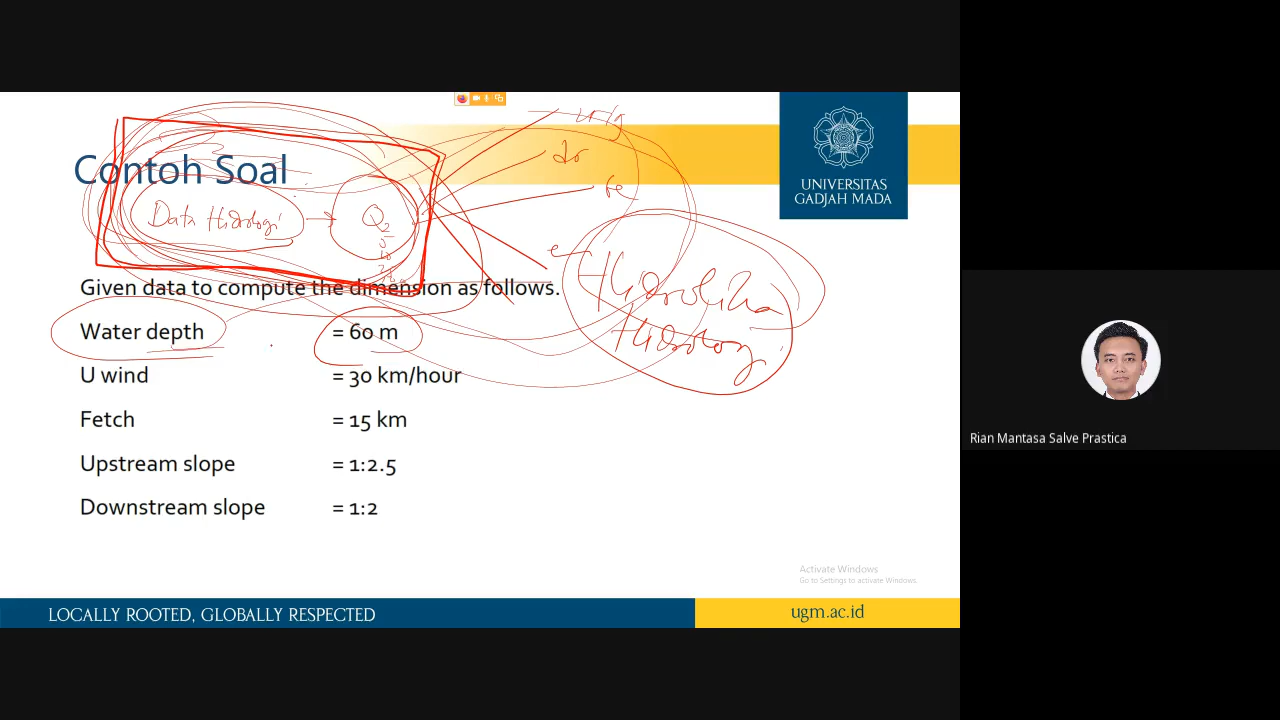 Contoh Soal
UNIVERSITAS
GADJAH MADA
Data Hidrologi → Q
Hidrolika
Hidrologi
Given data to compute the dimension as follows.
Water depth = 60 m
U wind = 30 km/hour
Fetch = 15 km
Upstream slope = 1:2.5
Downstream slope = 1:2
Rian Mantasa Salve Prastica
Activate Windows
Go to Settings to activate Windows.
LOCALLY ROOTED, GLOBALLY RESPECTED
ugm.ac.id